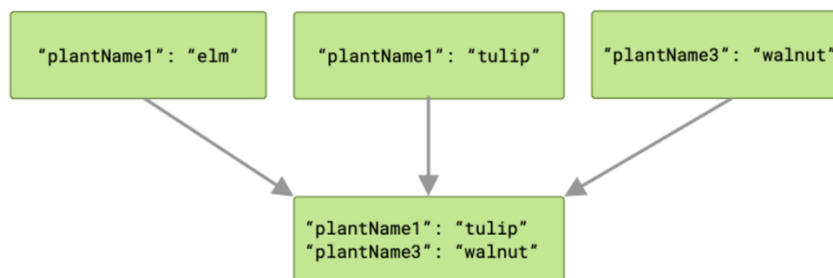 “plantName1”: “elm”
“plantName1”: “tulip”
“plantName3”: “walnut”
“plantName1”: “tulip”
“plantName3”: “walnut”